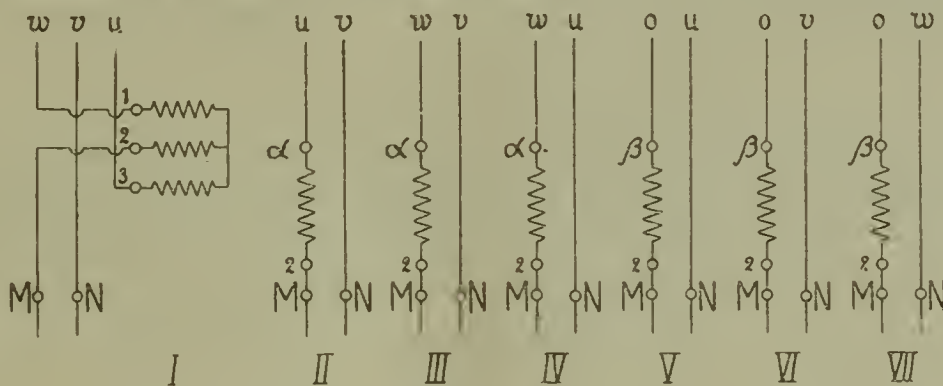 w v u u v w v w u o u o v o w
1
2 α α α β β β
3
2 2 2 2 2 2
M N M N M N M N M N M N M N
I II III IV V VI VII